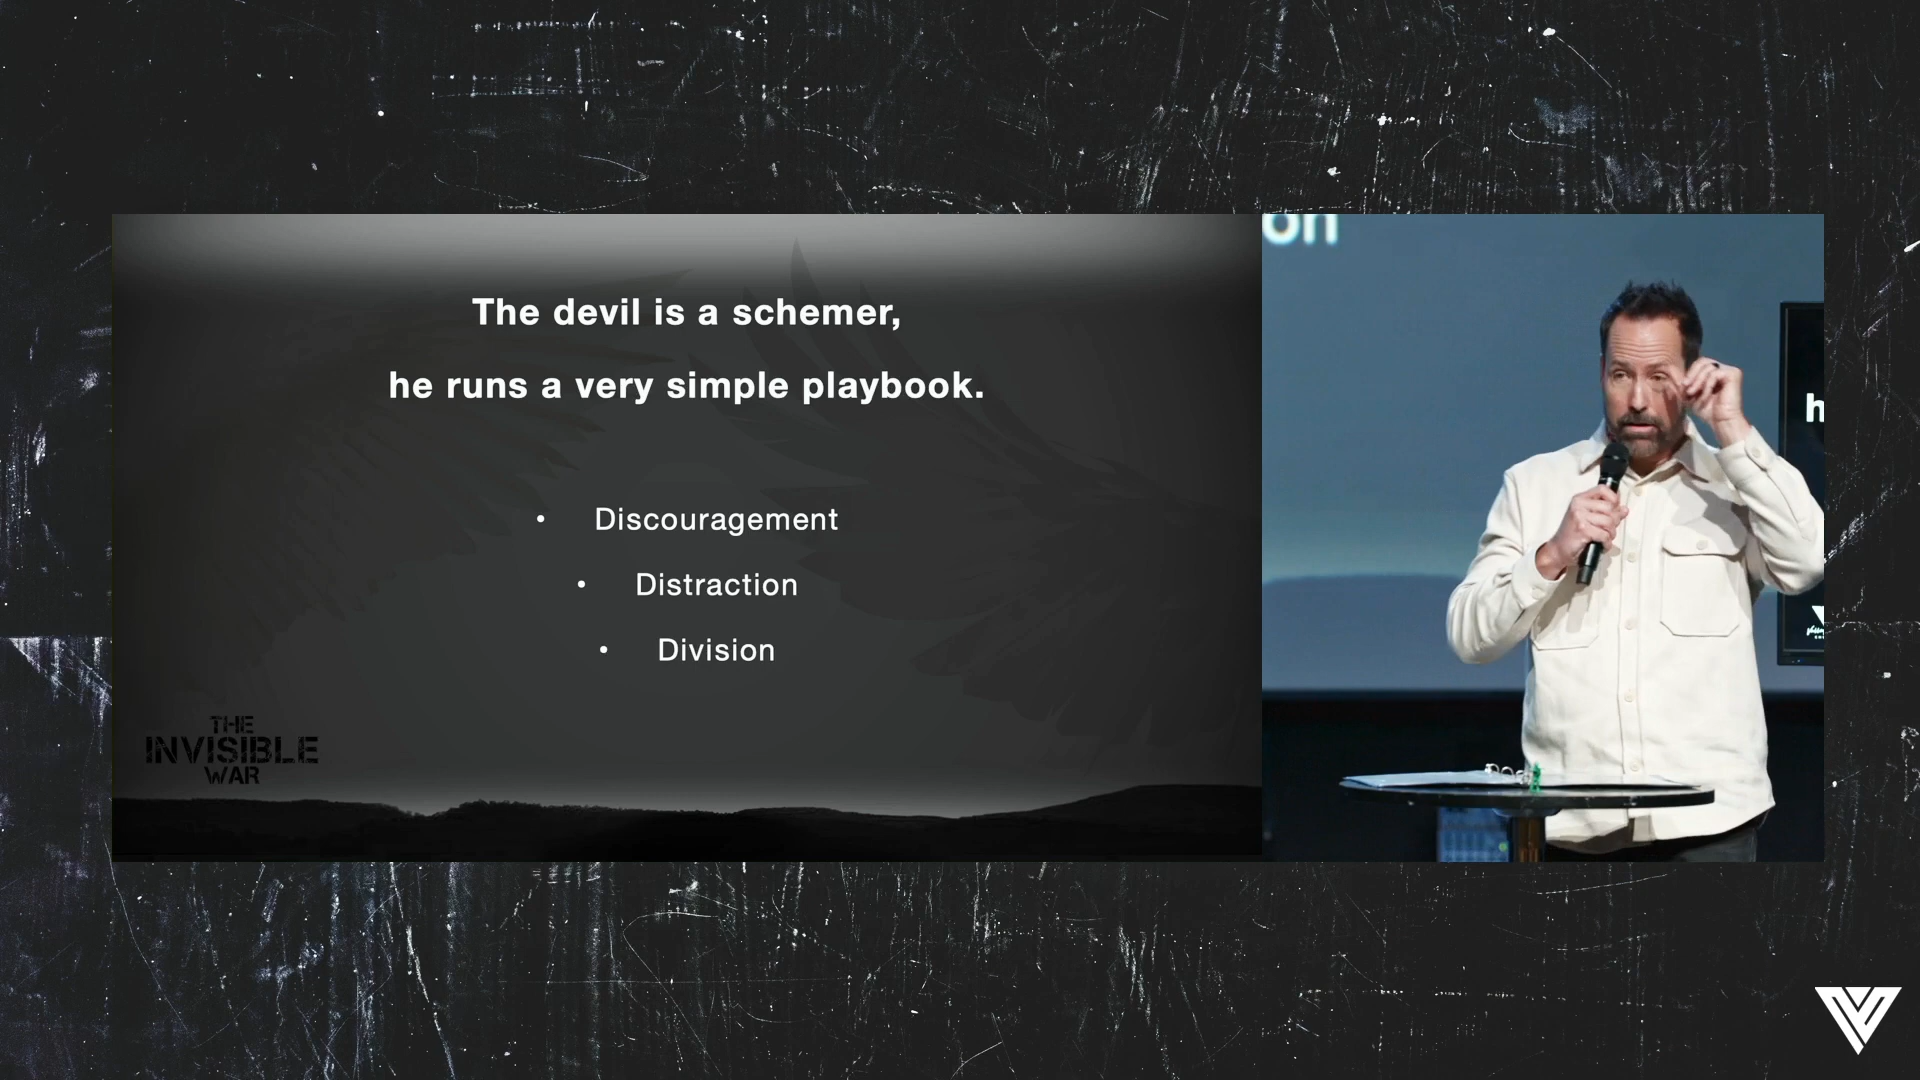 The devil is a schemer,
he runs a very simple playbook.
• Discouragement
• Distraction
• Division
THE
INVISIBLE
WAR
on
h